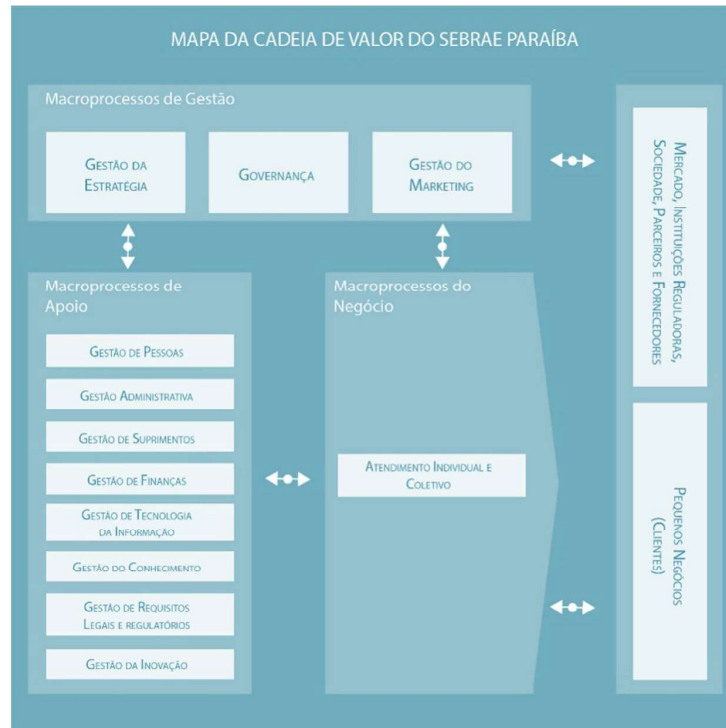 MAPA DA CADEIA DE VALOR DO SEBRAE PARAÍBA
Macroprocessos de Gestão
GESTÃO DA
ESTRATÉGIA
GOVERNANÇA
GESTÃO DO
MARKETING
MERCADO, INSTITUIÇÕES REGULADORAS,
SOCIEDADE, PARCEIROS E FORNECEDORES
Macroprocessos de
Apoio
GESTÃO DE PESSOAS
GESTÃO ADMINISTRATIVA
GESTÃO DE SUPRIMENTOS
GESTÃO DE FINANÇAS
GESTÃO DE TECNOLOGIA
DA INFORMAÇÃO
GESTÃO DO CONHECIMENTO
GESTÃO DE REQUISITOS
LEGAIS E REGULATÓRIOS
GESTÃO DA INOVAÇÃO
Macroprocessos do
Negócio
ATENDIMENTO INDIVIDUAL E
COLETIVO
PEQUENOS NEGÓCIOS
(CLIENTES)